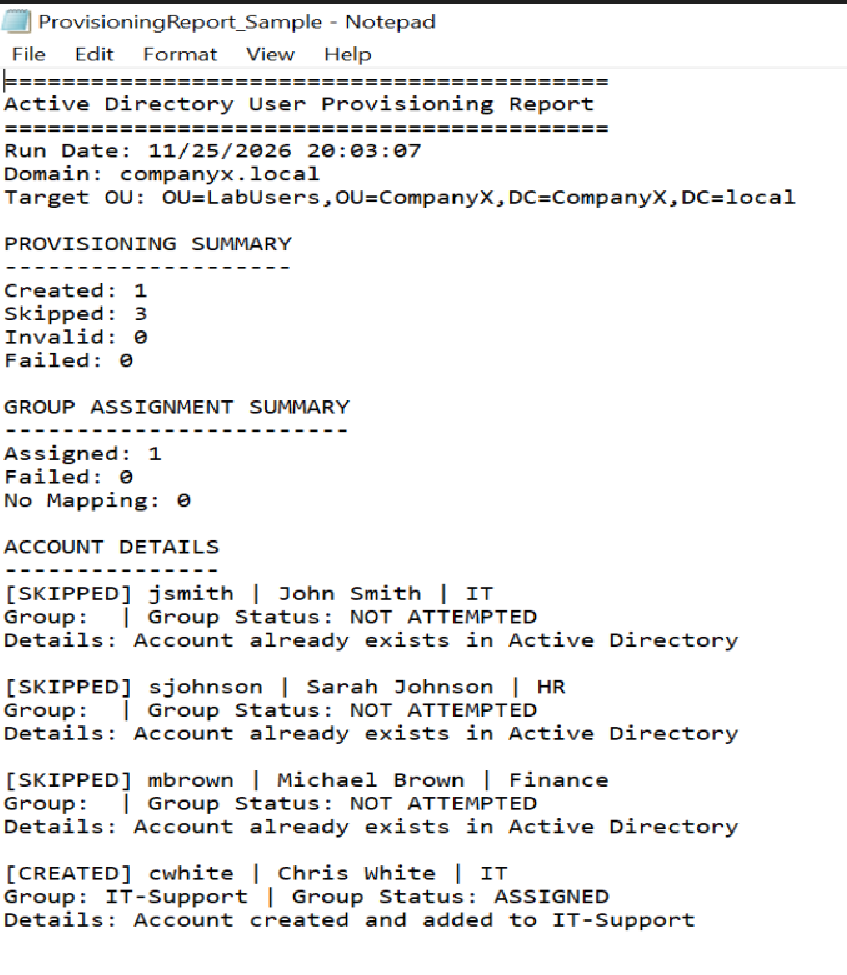 ProvisioningReport_Sample - Notepad
File Edit Format View Help
==========================================
Active Directory User Provisioning Report
==========================================
Run Date: 11/25/2026 20:03:07
Domain: companyx.local
Target OU: OU=LabUsers,OU=CompanyX,DC=CompanyX,DC=local

PROVISIONING SUMMARY
--------------------
Created: 1
Skipped: 3
Invalid: 0
Failed: 0

GROUP ASSIGNMENT SUMMARY
------------------------
Assigned: 1
Failed: 0
No Mapping: 0

ACCOUNT DETAILS
---------------
[SKIPPED] jsmith | John Smith | IT
Group:  | Group Status: NOT ATTEMPTED
Details: Account already exists in Active Directory

[SKIPPED] sjohnson | Sarah Johnson | HR
Group:  | Group Status: NOT ATTEMPTED
Details: Account already exists in Active Directory

[SKIPPED] mbrown | Michael Brown | Finance
Group:  | Group Status: NOT ATTEMPTED
Details: Account already exists in Active Directory

[CREATED] cwhite | Chris White | IT
Group: IT-Support | Group Status: ASSIGNED
Details: Account created and added to IT-Support